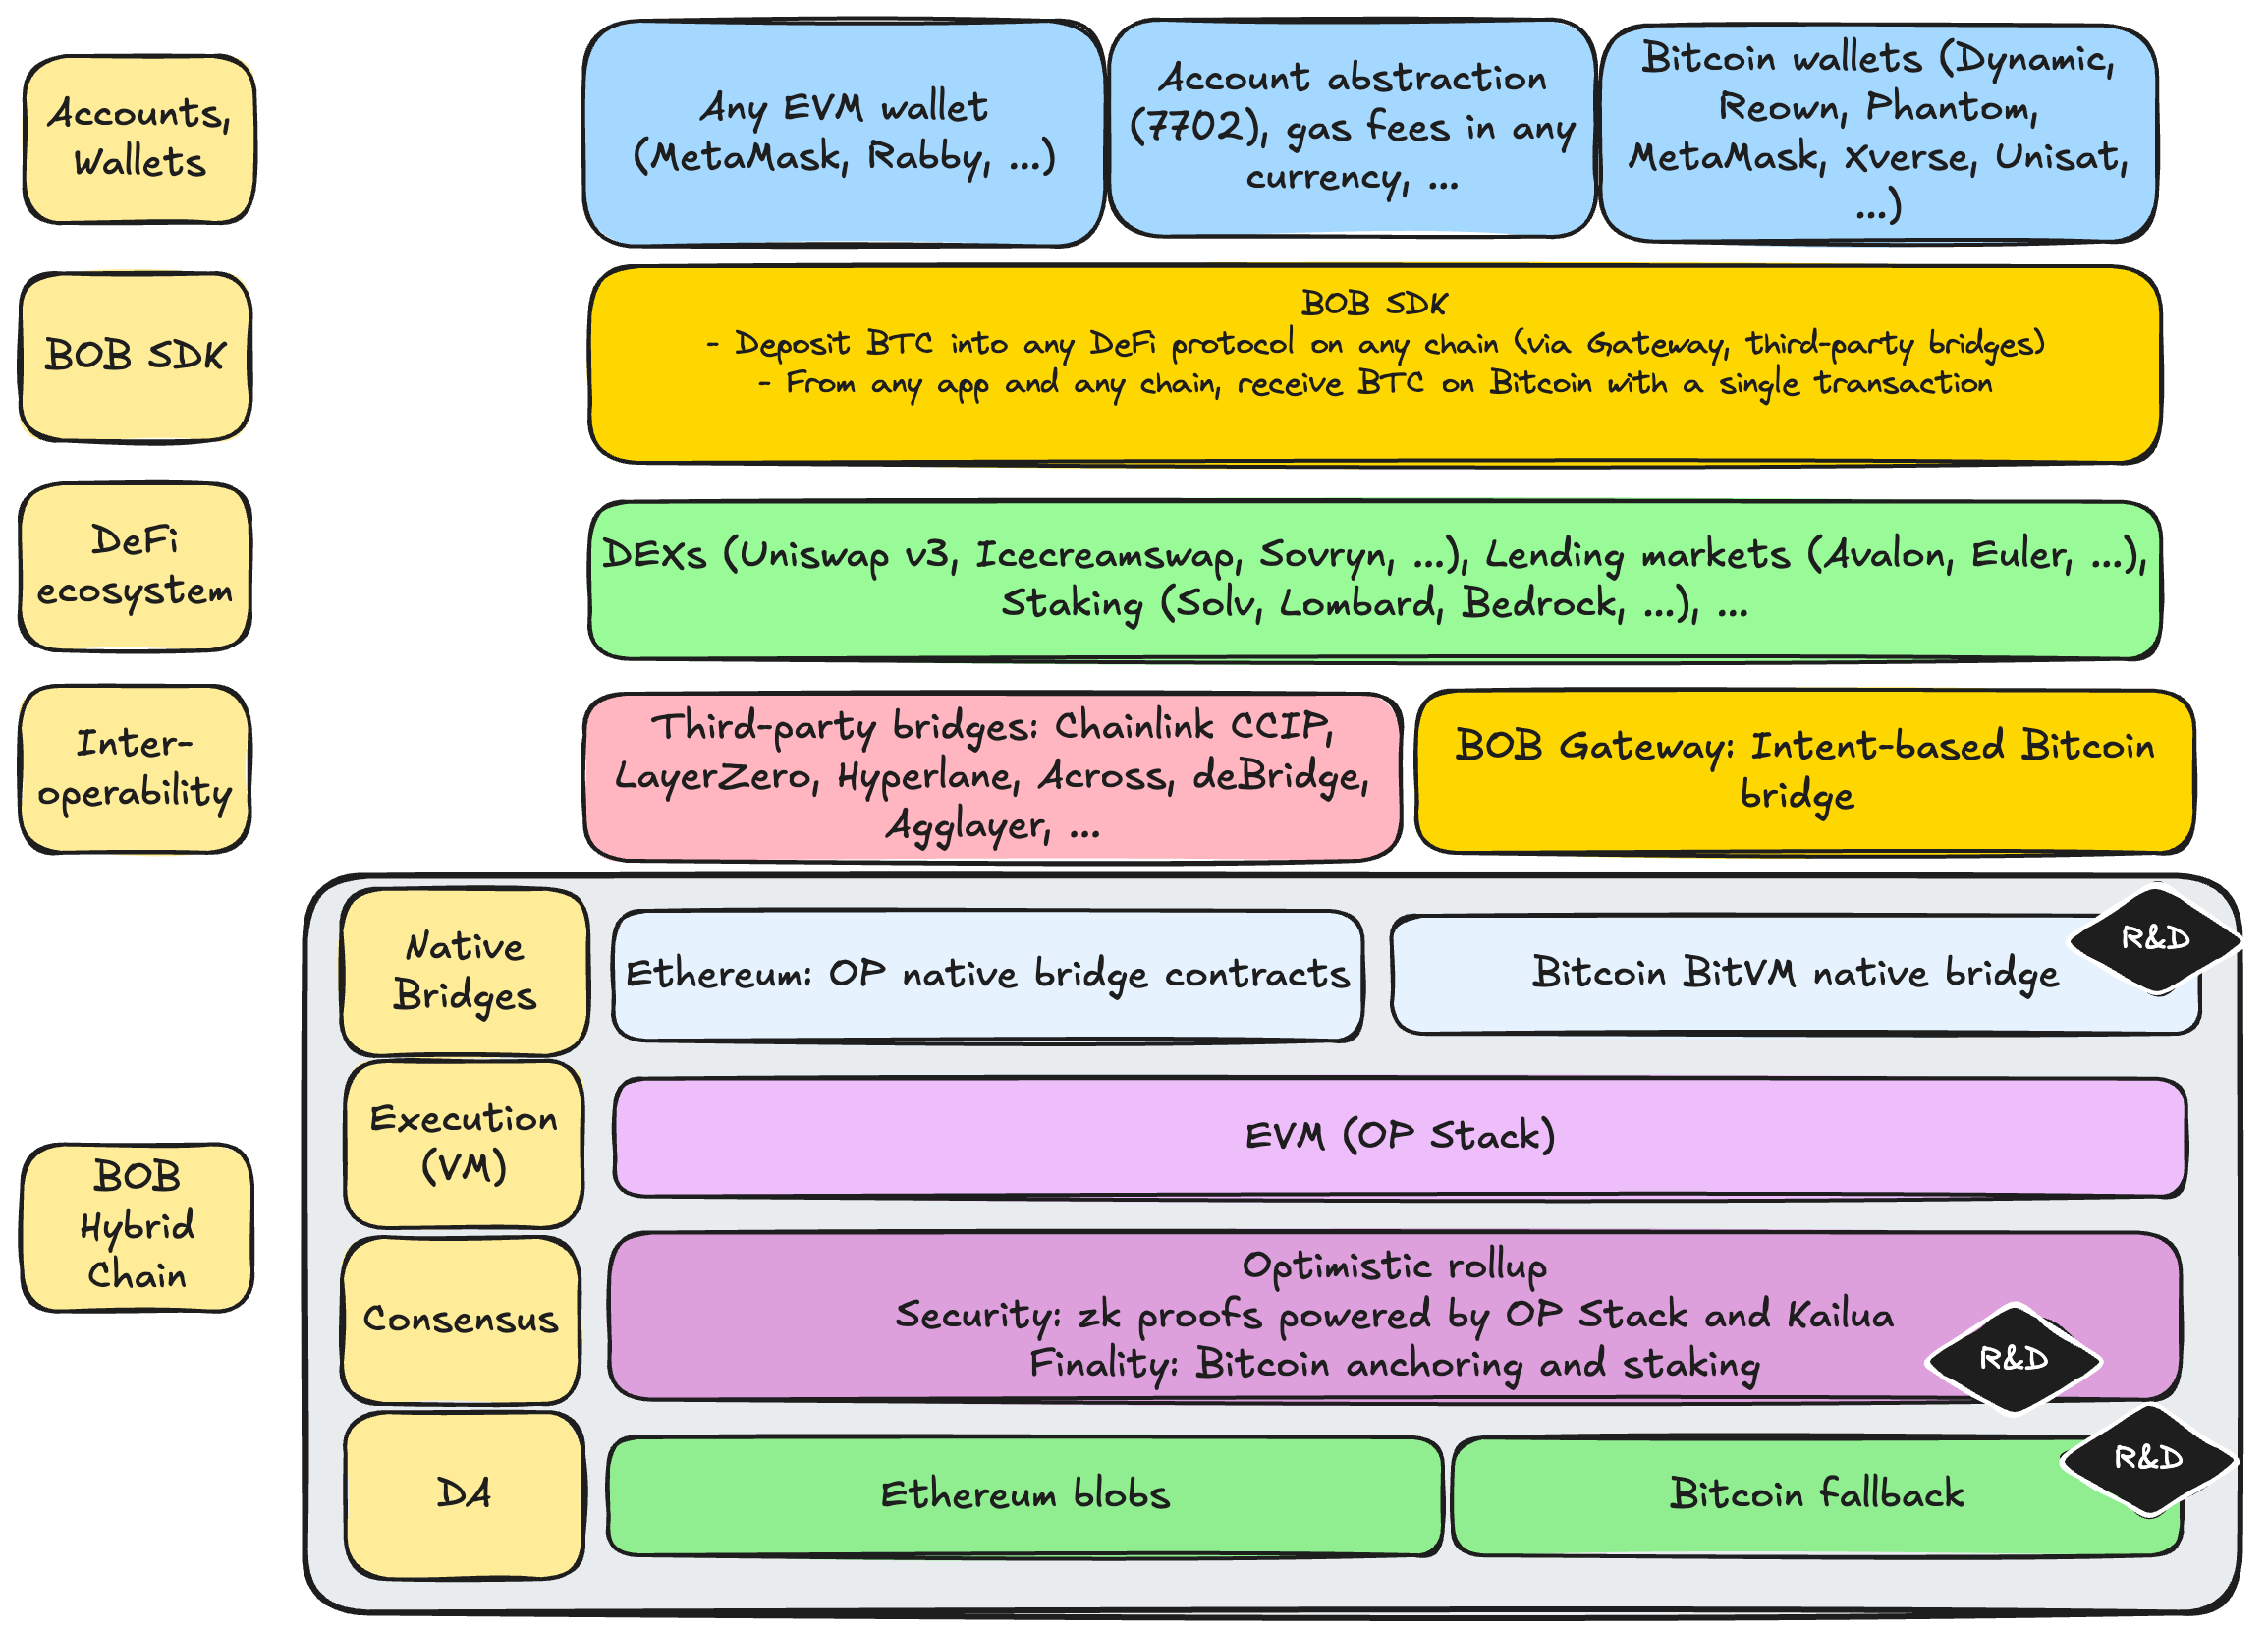 Accounts,
Wallets
Any EVM wallet
(MetaMask, Rabby, ...)
Account abstraction
(7702), gas fees in any
currency, ...
Bitcoin wallets (Dynamic,
Reown, Phantom,
MetaMask, Xverse, Unisat,
...)
BOB SDK
BOB SDK
- Deposit BTC into any DeFi protocol on any chain (via Gateway, third-party bridges)
- From any app and any chain, receive BTC on Bitcoin with a single transaction
DeFi
ecosystem
DEXs (Uniswap v3, Icecreamswap, Sovryn, ...), Lending markets (Avalon, Euler, ...),
Staking (Solv, Lombard, Bedrock, ...), ...
Inter-
operability
Third-party bridges: Chainlink CCIP,
LayerZero, Hyperlane, Across, deBridge,
Agglayer, ...
BOB Gateway: Intent-based Bitcoin
bridge
BOB
Hybrid
Chain
Native
Bridges
Ethereum: OP native bridge contracts
Bitcoin BitVM native bridge
R&D
Execution
(VM)
EVM (OP Stack)
Consensus
Optimistic rollup
Security: zk proofs powered by OP Stack and Kailua
Finality: Bitcoin anchoring and staking
R&D
DA
Ethereum blobs
Bitcoin fallback
R&D